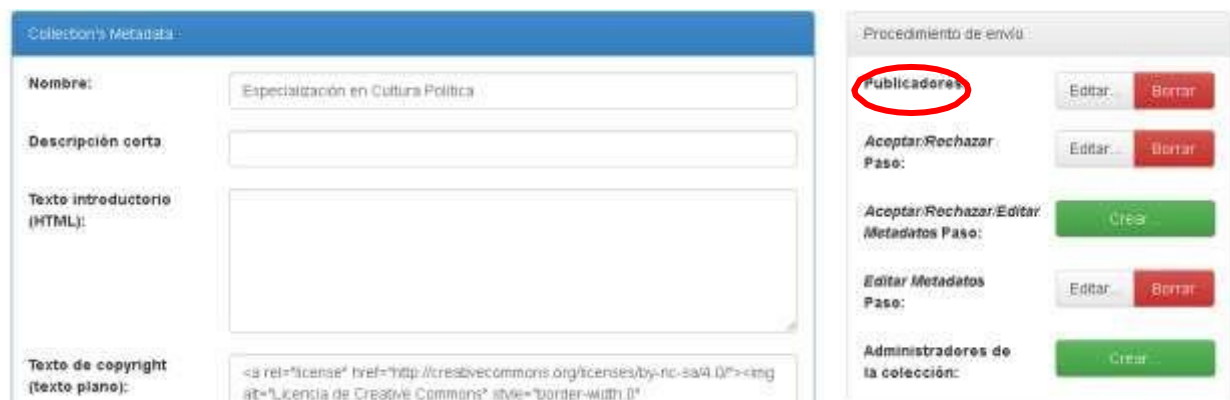 Collection's Metadata
Nombre:
Especialización en Cultura Política
Descripción corta
Texto introductorio
(HTML):
Texto de copyright
(texto plano):
<a rel="license" href="http://creativecommons.org/licenses/by-nc-sa/4.0/"><img
alt="Licencia de Creative Commons" style="border-width:0"
Procedimiento de envío
Publicadores
Editar...
Borrar
Aceptar/Rechazar
Paso:
Editar...
Borrar
Aceptar/Rechazar/Editar
Metadatos Paso:
Crear...
Editar Metadatos
Paso:
Editar...
Borrar
Administradores de
la colección:
Crear...